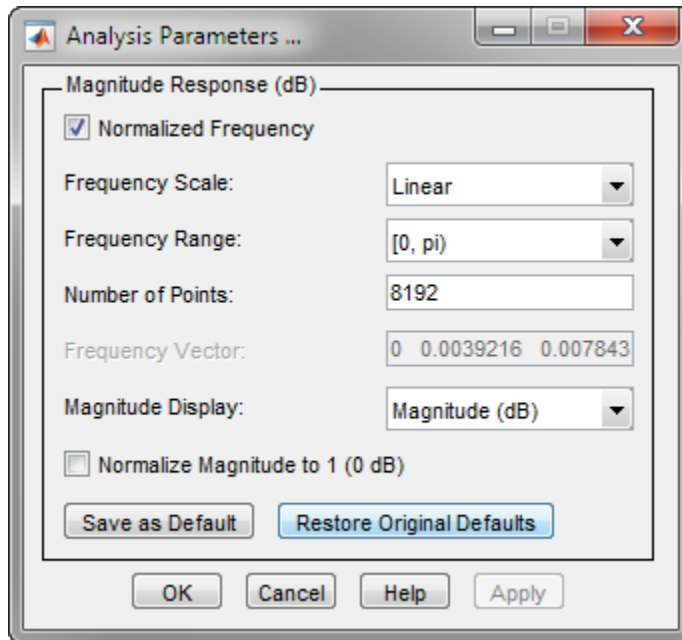 Analysis Parameters ...
Magnitude Response (dB)
Normalized Frequency
Frequency Scale: Linear
Frequency Range: [0, pi)
Number of Points: 8192
Frequency Vector: 0 0.0039216 0.007843
Magnitude Display: Magnitude (dB)
Normalize Magnitude to 1 (0 dB)
Save as Default Restore Original Defaults
OK Cancel Help Apply